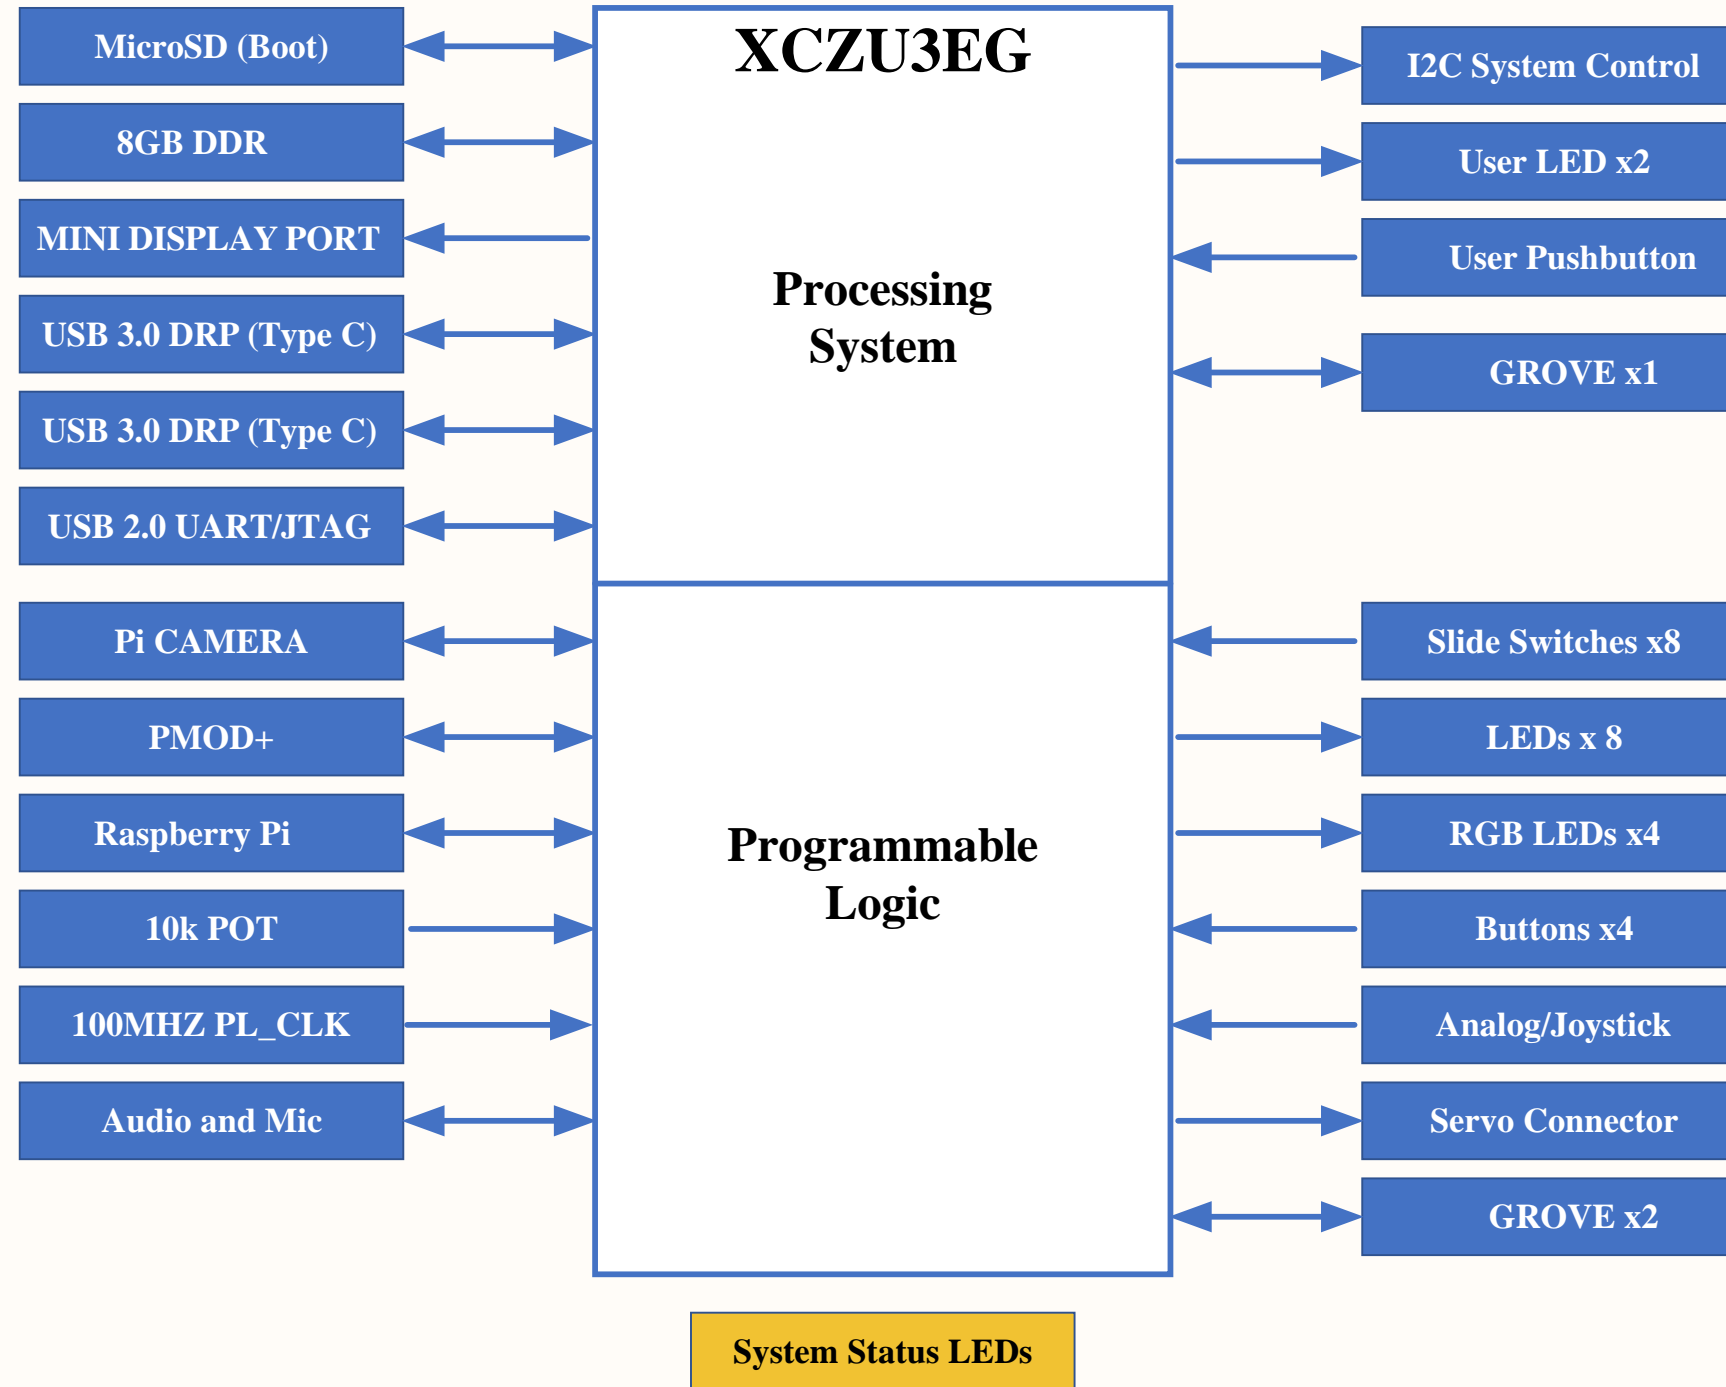 MicroSD (Boot)
8GB DDR
MINI DISPLAY PORT
USB 3.0 DRP (Type C)
USB 3.0 DRP (Type C)
USB 2.0 UART/JTAG
Pi CAMERA
PMOD+
Raspberry Pi
10k POT
100MHZ PL_CLK
Audio and Mic
XCZU3EG
Processing
System
Programmable
Logic
I2C System Control
User LED x2
User Pushbutton
GROVE x1
Slide Switches x8
LEDs x 8
RGB LEDs x4
Buttons x4
Analog/Joystick
Servo Connector
GROVE x2
System Status LEDs